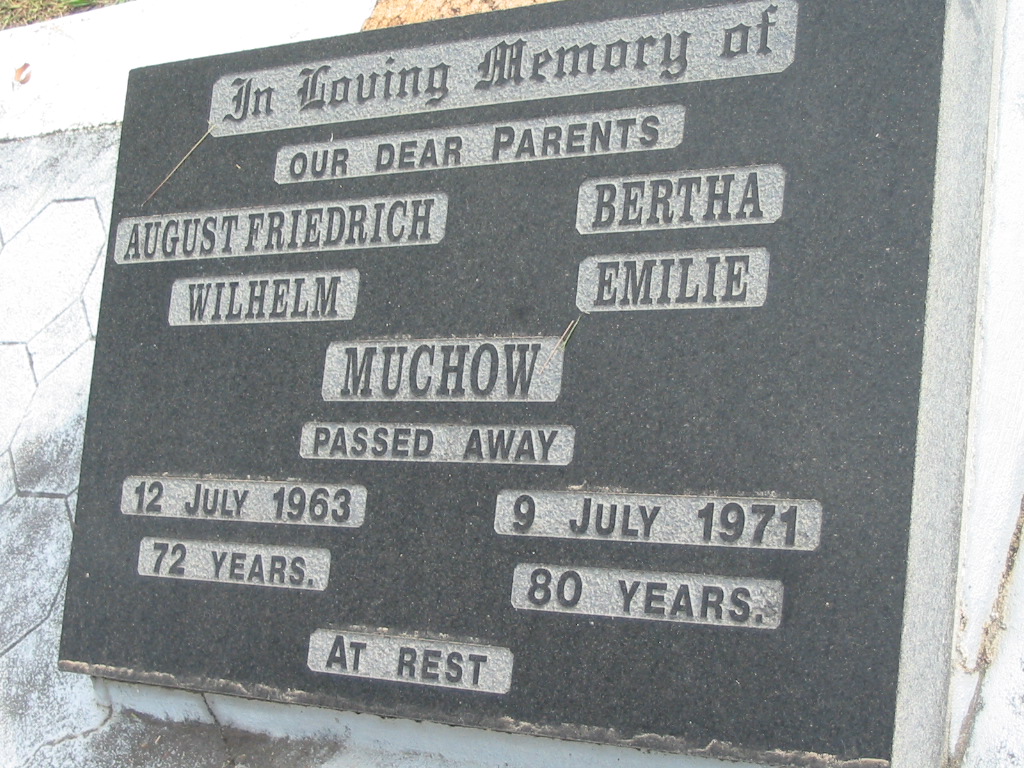 In Loving Memory of
OUR DEAR PARENTS
AUGUST FRIEDRICH BERTHA
WILHELM EMILIE
MUCHOW
PASSED AWAY
12 JULY 1963 9 JULY 1971
72 YEARS. 80 YEARS.
AT REST